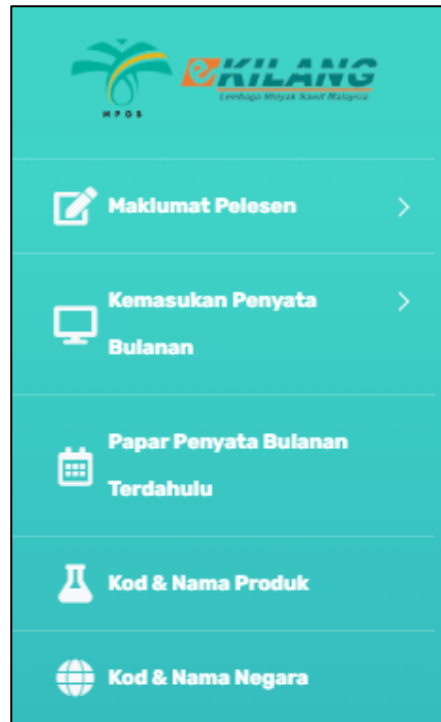 eKILANG
Lembaga Minyak Sawit Malaysia
MPOB
Maklumat Pelesen
Kemasukan Penyata
Bulanan
Papar Penyata Bulanan
Terdahulu
Kod & Nama Produk
Kod & Nama Negara